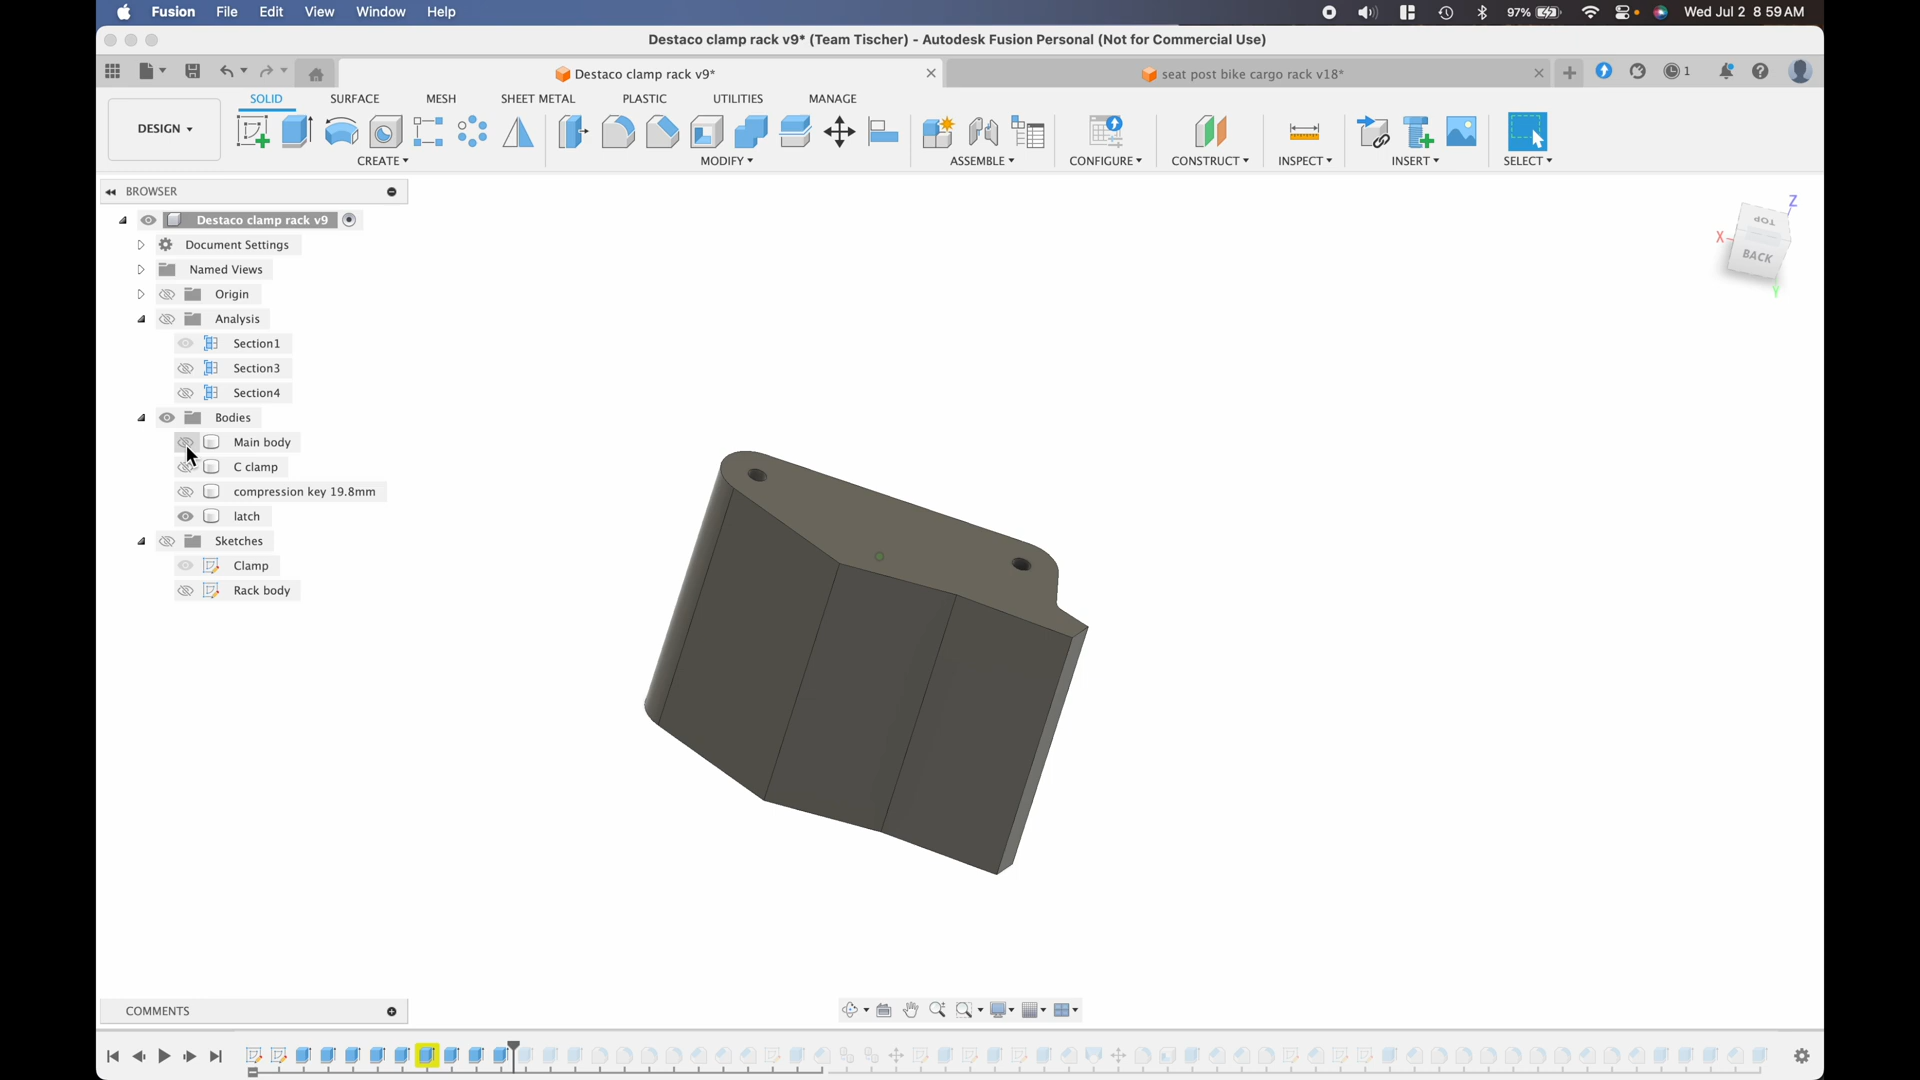 Fusion File Edit View Window Help 97% Wed Jul 2 8 59 AM
Destaco clamp rack v9* (Team Tischer) - Autodesk Fusion Personal (Not for Commercial Use)
Destaco clamp rack v9* seat post bike cargo rack v18* 1
SOLID SURFACE MESH SHEET METAL PLASTIC UTILITIES MANAGE
DESIGN
CREATE MODIFY ASSEMBLE CONFIGURE CONSTRUCT INSPECT INSERT SELECT
BROWSER
Destaco clamp rack v9
Document Settings
Named Views
Origin
Analysis
Section1
Section3
Section4
Bodies
Main body
C clamp
compression key 19.8mm
latch
Sketches
Clamp
Rack body
Z
TOP
X
BACK
Y
COMMENTS